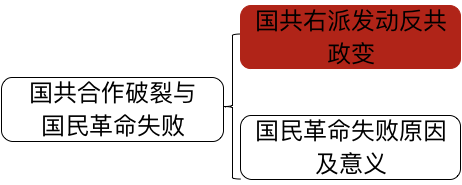 国共右派发动反共
政变
国共合作破裂与
国民革命失败
国民革命失败原因
及意义